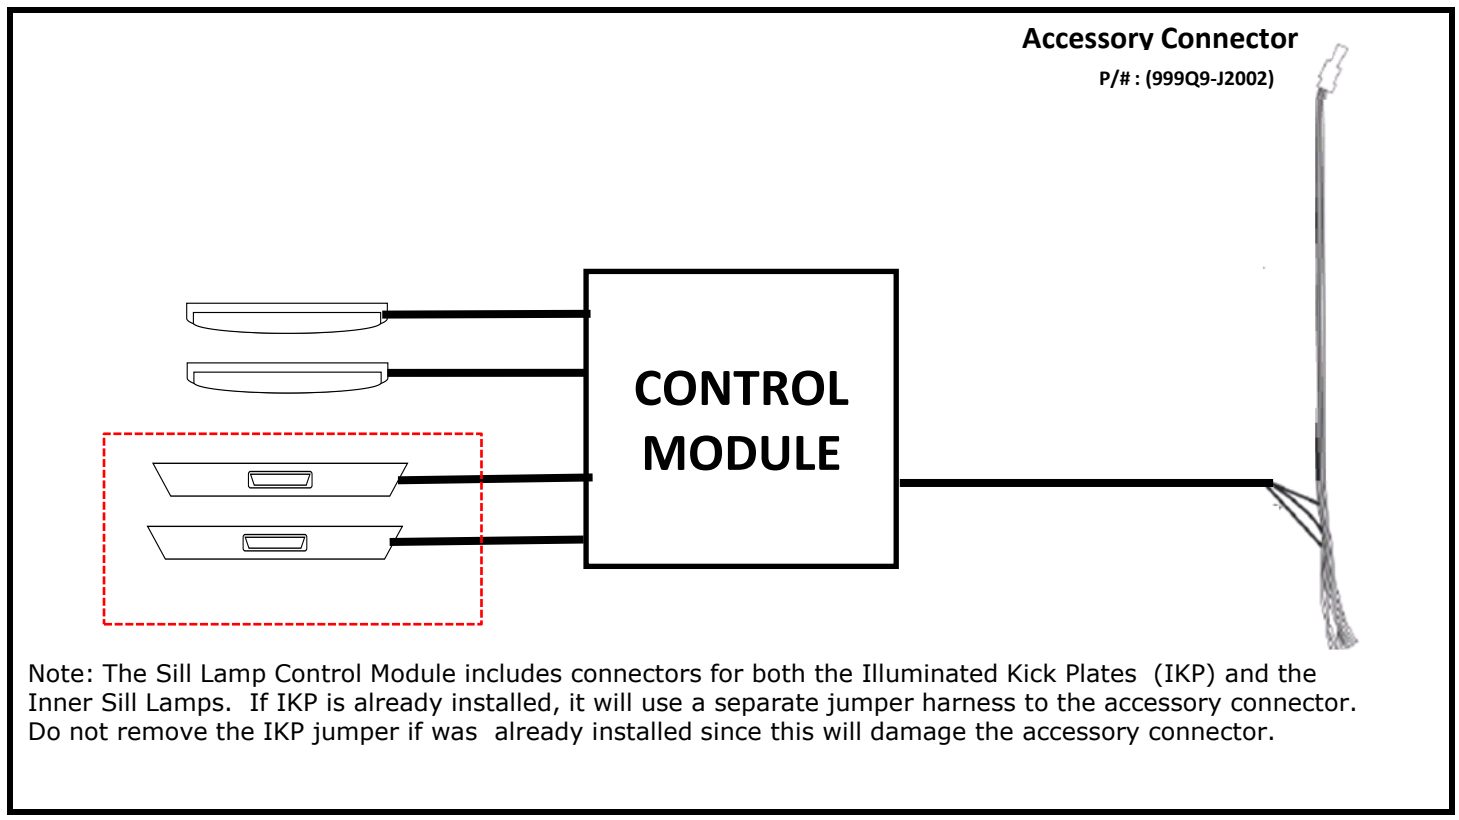 Accessory Connector
P/# : (999Q9-J2002)
CONTROL
MODULE
Note: The Sill Lamp Control Module includes connectors for both the Illuminated Kick Plates  (IKP) and the
Inner Sill Lamps.  If IKP is already installed, it will use a separate jumper harness to the accessory connector.
Do not remove the IKP jumper if was  already installed since this will damage the accessory connector.